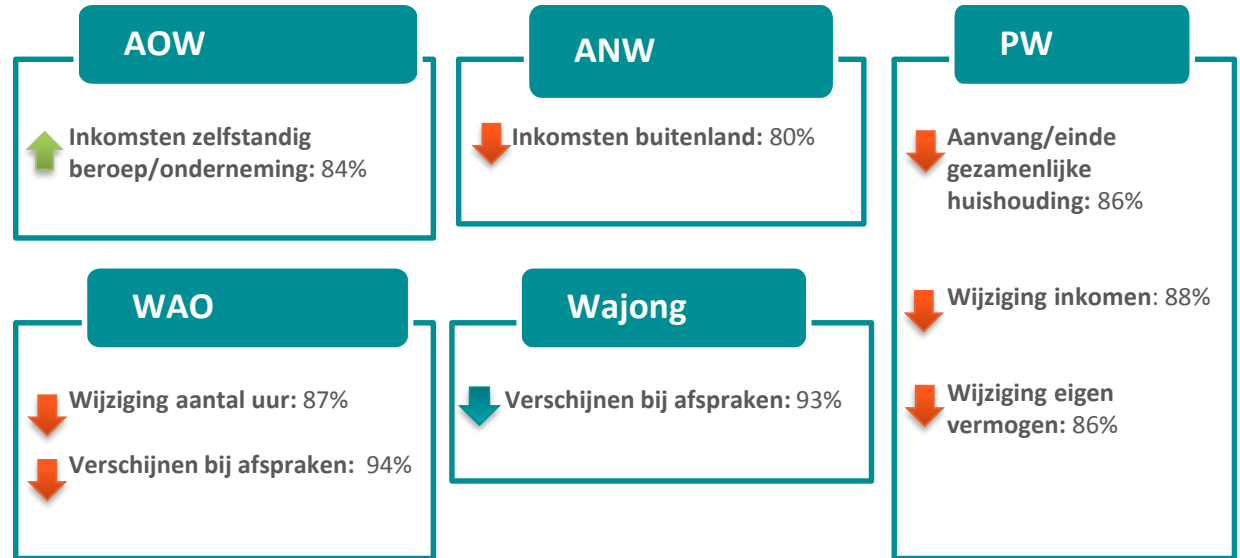 AOW
Inkomsten zelfstandig
beroep/onderneming: 84%
ANW
Inkomsten buitenland: 80%
PW
Aanvang/einde
gezamenlijke
huishouding: 86%
Wijziging inkomen: 88%
Wijziging eigen
vermogen: 86%
WAO
Wijziging aantal uur: 87%
Verschijnen bij afspraken: 94%
Wajong
Verschijnen bij afspraken: 93%